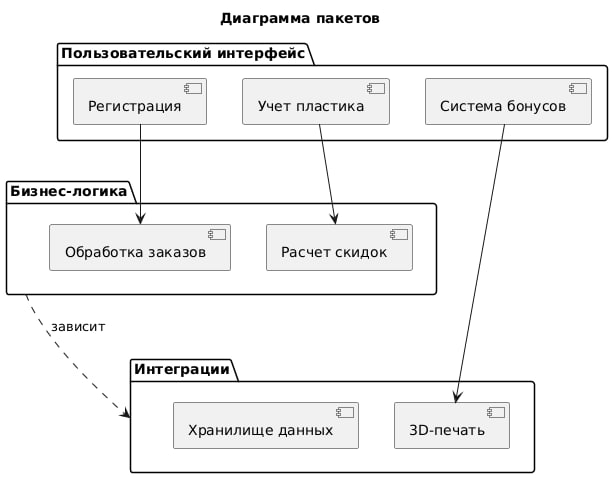 Диаграмма пакетов
Пользовательский интерфейс
Регистрация
Учет пластика
Система бонусов
Бизнес-логика
Обработка заказов
Расчет скидок
зависит
Интеграции
Хранилище данных
3D-печать